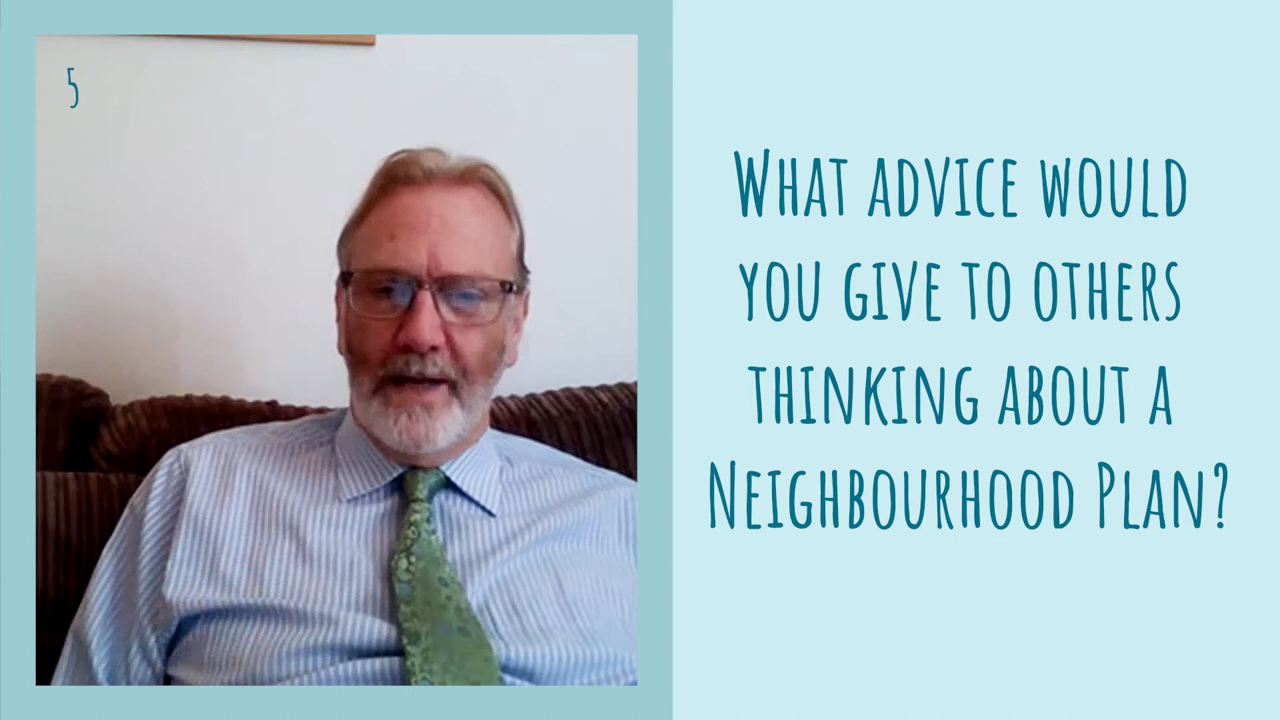 5
What advice would
you give to others
thinking about a
Neighbourhood Plan?